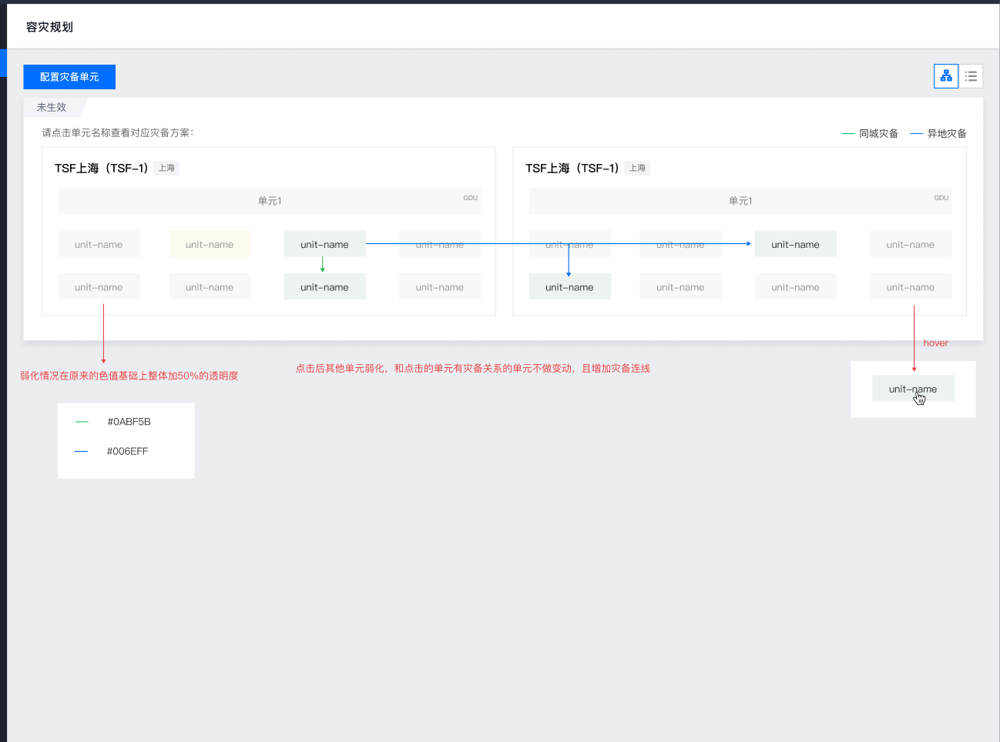 容灾规划
配置灾备单元
未生效
请点击单元名称查看对应灾备方案：
同城灾备 异地灾备
TSF上海（TSF-1） 上海
单元1 GDU
unit-name unit-name unit-name unit-name
unit-name unit-name unit-name unit-name
TSF上海（TSF-1） 上海
单元1 GDU
unit-name unit-name unit-name unit-name
unit-name unit-name unit-name unit-name
hover
弱化情况在原来的色值基础上整体加50%的透明度
点击后其他单元弱化，和点击的单元有灾备关系的单元不做变动，且增加灾备连线
unit-name
#0ABF5B
#006EFF